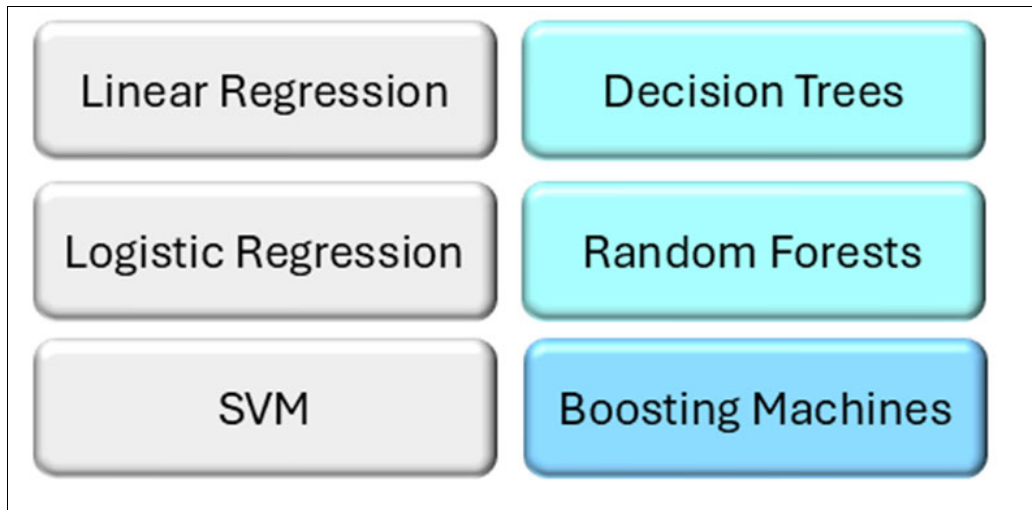 Linear Regression
Decision Trees
Logistic Regression
Random Forests
SVM
Boosting Machines